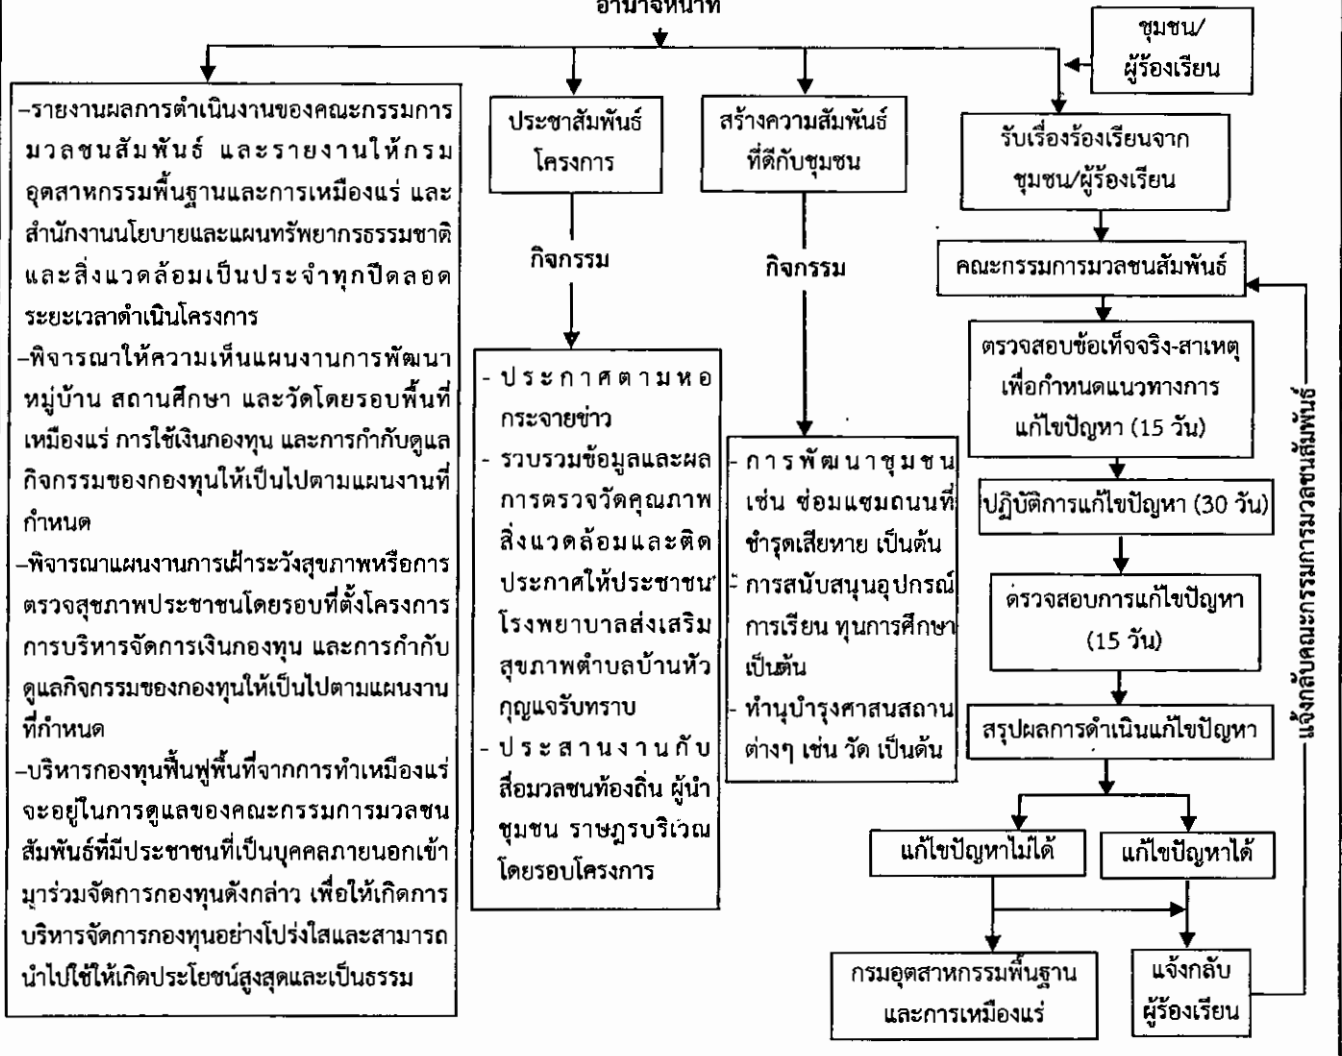 อำนาจหน้าที่
ชุมชน/
ผู้ร้องเรียน
–รายงานผลการดำเนินงานของคณะกรรมการ
มวลชนสัมพันธ์ และรายงานให้กรม
อุตสาหกรรมพื้นฐานและการเหมืองแร่ และ
สำนักงานนโยบายและแผนทรัพยากรธรรมชาติ
และสิ่งแวดล้อมเป็นประจำทุกปีตลอด
ระยะเวลาดำเนินโครงการ
–พิจารณาให้ความเห็นแผนงานการพัฒนา
หมู่บ้าน สถานศึกษา และวัดโดยรอบพื้นที่
เหมืองแร่ การใช้เงินกองทุน และการกำกับดูแล
กิจกรรมของกองทุนให้เป็นไปตามแผนงานที่
กำหนด
–พิจารณาแผนงานการเฝ้าระวังสุขภาพหรือการ
ตรวจสุขภาพประชาชนโดยรอบที่ตั้งโครงการ
การบริหารจัดการเงินกองทุน และการกำกับ
ดูแลกิจกรรมของกองทุนให้เป็นไปตามแผนงาน
ที่กำหนด
–บริหารกองทุนฟื้นฟูพื้นที่จากการทำเหมืองแร่
จะอยู่ในการดูแลของคณะกรรมการมวลชน
สัมพันธ์ที่มีประชาชนที่เป็นบุคคลภายนอกเข้า
มาร่วมจัดการกองทุนดังกล่าว เพื่อให้เกิดการ
บริหารจัดการกองทุนอย่างโปร่งใสและสามารถ
นำไปใช้ให้เกิดประโยชน์สูงสุดและเป็นธรรม
ประชาสัมพันธ์
โครงการ
กิจกรรม
- ประกาศตามหอ
กระจายข่าว
- รวบรวมข้อมูลและผล
การตรวจวัดคุณภาพ
สิ่งแวดล้อมและติด
ประกาศให้ประชาชน
โรงพยาบาลส่งเสริม
สุขภาพตำบลบ้านหัว
กุญแจรับทราบ
- ประสานงานกับ
สื่อมวลชนท้องถิ่น ผู้นำ
ชุมชน ราษฎรบริเวณ
โดยรอบโครงการ
สร้างความสัมพันธ์
ที่ดีกับชุมชน
กิจกรรม
- การพัฒนาชุมชน
เช่น ซ่อมแซมถนนที่
ชำรุดเสียหาย เป็นต้น
- การสนับสนุนอุปกรณ์
การเรียน ทุนการศึกษา
เป็นต้น
- ทำนุบำรุงศาสนสถาน
ต่างๆ เช่น วัด เป็นต้น
รับเรื่องร้องเรียนจาก
ชุมชน/ผู้ร้องเรียน
คณะกรรมการมวลชนสัมพันธ์
ตรวจสอบข้อเท็จจริง-สาเหตุ
เพื่อกำหนดแนวทางการ
แก้ไขปัญหา (15 วัน)
ปฏิบัติการแก้ไขปัญหา (30 วัน)
ตรวจสอบการแก้ไขปัญหา
(15 วัน)
สรุปผลการดำเนินแก้ไขปัญหา
แก้ไขปัญหาไม่ได้
แก้ไขปัญหาได้
กรมอุตสาหกรรมพื้นฐาน
และการเหมืองแร่
แจ้งกลับ
ผู้ร้องเรียน
แจ้งกลับคณะกรรมการมวลชนสัมพันธ์